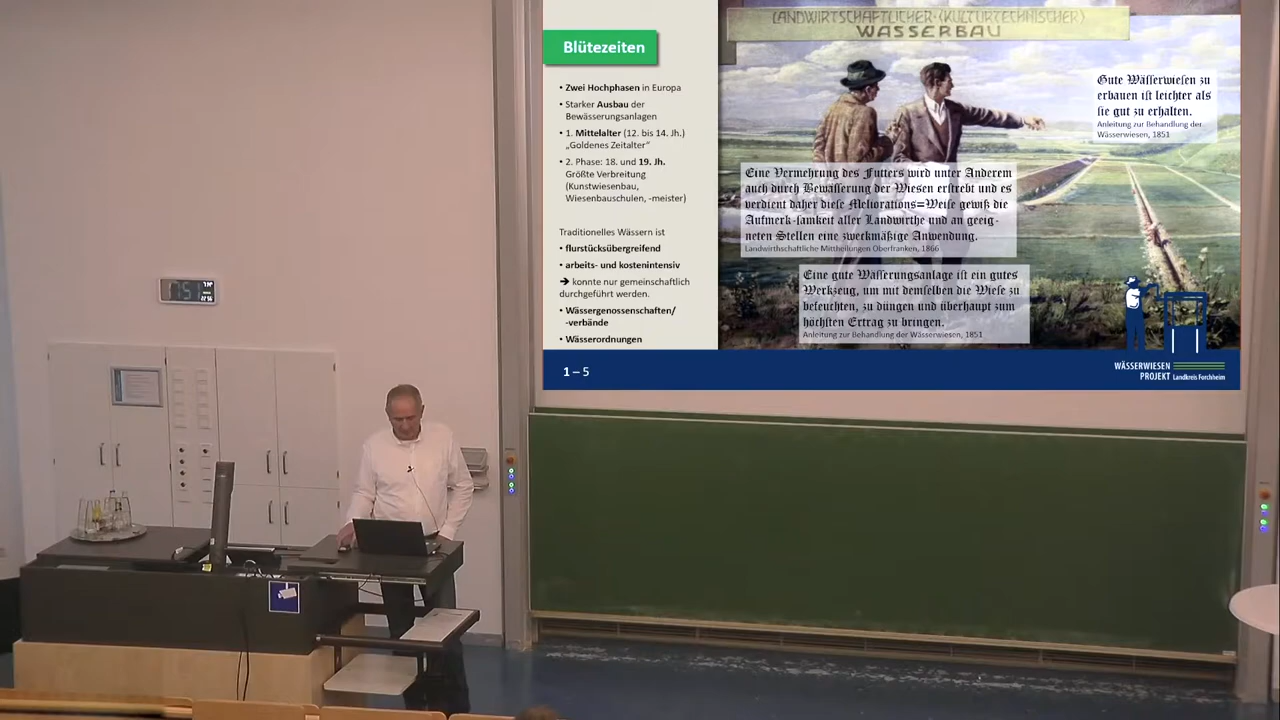 LANDWIRTSCHAFTLICHER·(KULTURTECHNISCHER)
WASSERBAU
Blütezeiten
• Zwei Hochphasen in Europa
• Starker Ausbau der
Bewässerungsanlagen
• 1. Mittelalter (12. bis 14. Jh.)
„Goldenes Zeitalter“
• 2. Phase: 18. und 19. Jh.
Größte Verbreitung
(Kunstwiesenbau,
Wiesenbauschulen, -meister)
Traditionelles Wässern ist
• flurstücksübergreifend
• arbeits- und kostenintensiv
➔ konnte nur gemeinschaftlich
durchgeführt werden.
• Wässergenossenschaften/
-verbände
• Wässerordnungen
Gute Wässerwiesen zu
erbauen ist leichter als
sie gut zu erhalten.
Anleitung zur Behandlung der
Wässerwiesen, 1851
Eine Vermehrung des Futters wird unter Anderem
auch durch Bewässerung der Wiesen erstrebt und es
verdient daher diese Meliorations=Weise gewiß die
Aufmerk-samkeit aller Landwirthe und an geeig-
neten Stellen eine zweckmäßige Anwendung.
Landwirthschaftliche Mittheilungen Oberfranken, 1866
Eine gute Wässerungsanlage ist ein gutes
Werkzeug, um mit demselben die Wiese zu
befeuchten, zu düngen und überhaupt zum
höchsten Ertrag zu bringen.
Anleitung zur Behandlung der Wässerwiesen, 1851
1 – 5
WÄSSERWIESEN
PROJEKT Landkreis Forchheim